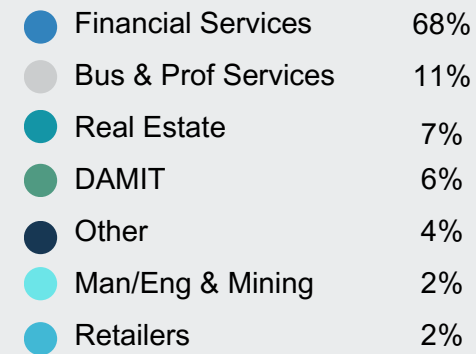 Financial Services 68%
Bus & Prof Services 11%
Real Estate 7%
DAMIT 6%
Other 4%
Man/Eng & Mining 2%
Retailers 2%